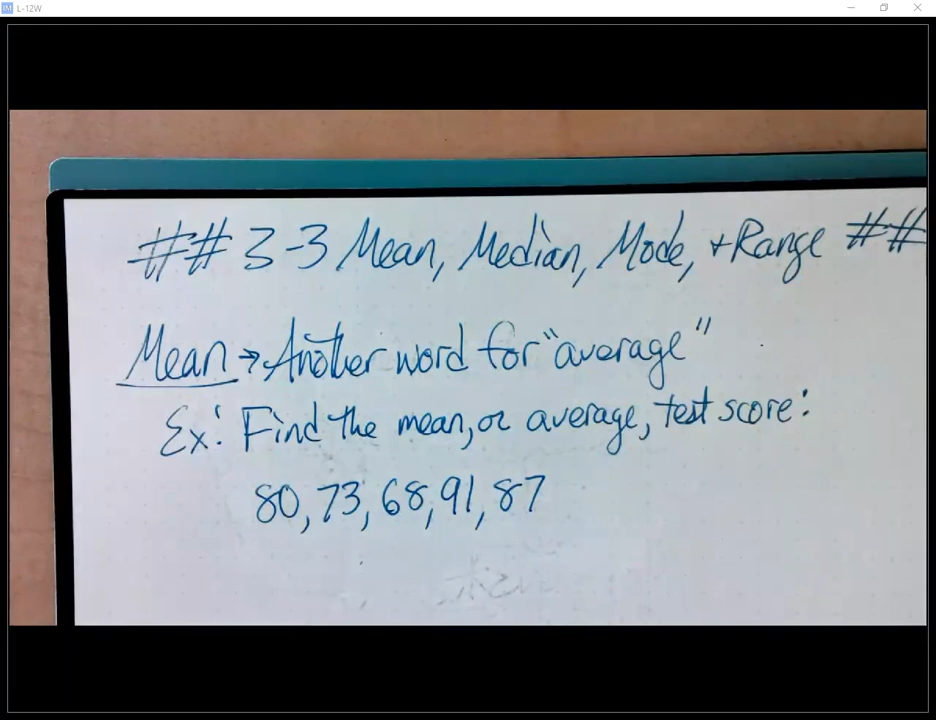 L-12W
## 3-3 Mean, Median, Mode, + Range ##
Mean → Another word for "average"
Ex: Find the mean, or average, test score:
80, 73, 68, 91, 87